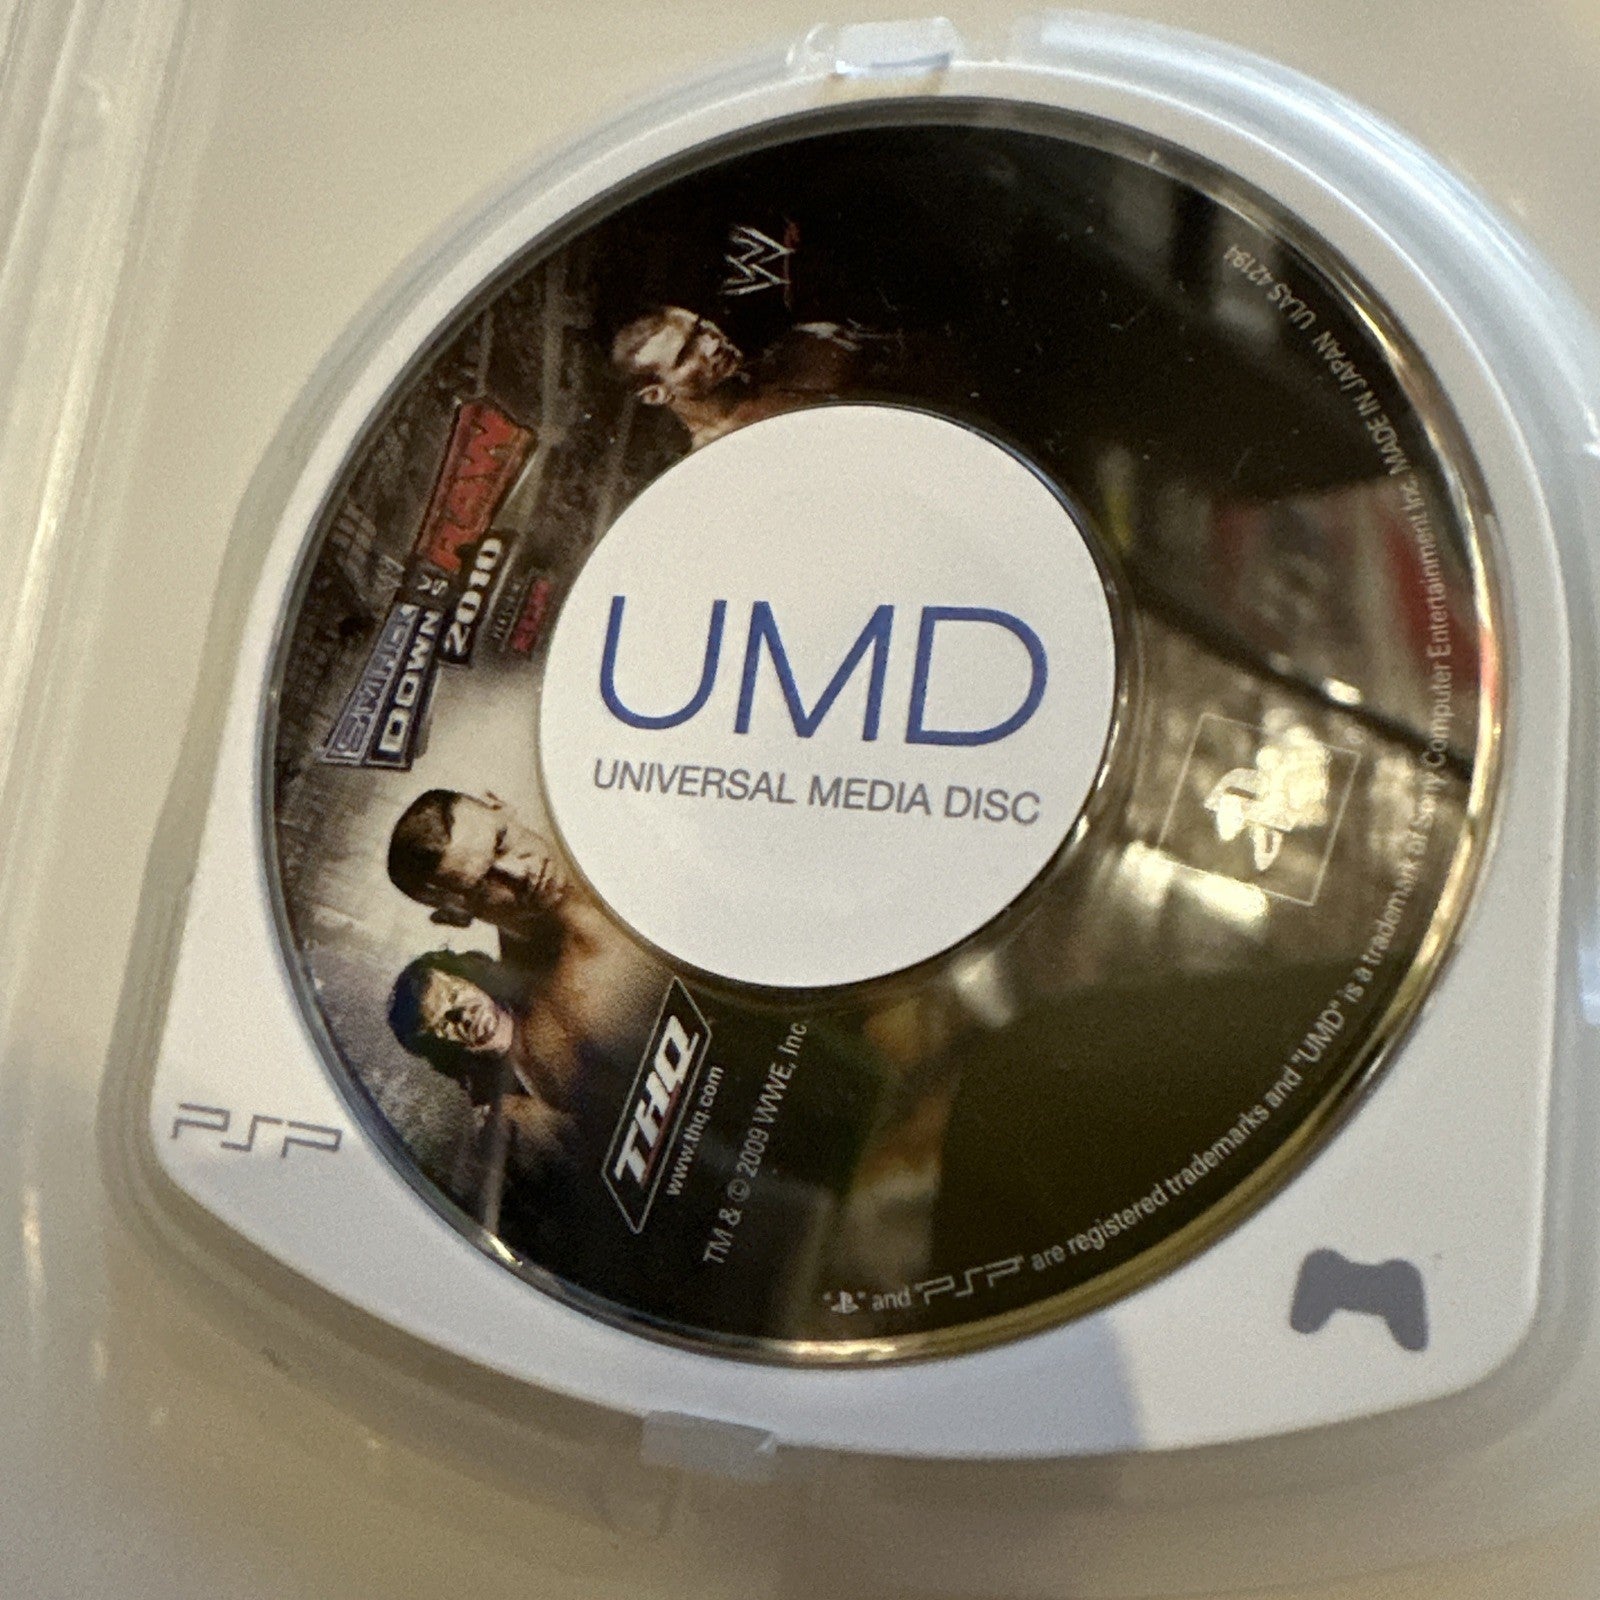 W
SMACK
DOWN
VS
RAW
2010
UMD
UNIVERSAL MEDIA DISC
THQ
www.thq.com
TM & © 2009 WWE, Inc.
PSP
"PS" and PSP are registered trademarks and "UMD" is a trademark of Sony Computer Entertainment Inc. MADE IN JAPAN ULAS 42194